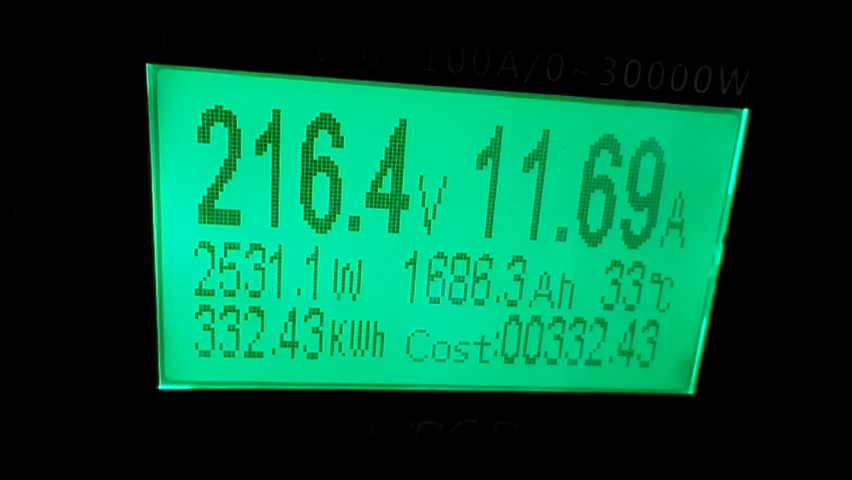 100A/0~30000W
216.4V 11.69A
2531.1W 1686.3Ah 33℃
332.43KWh Cost:00332.43